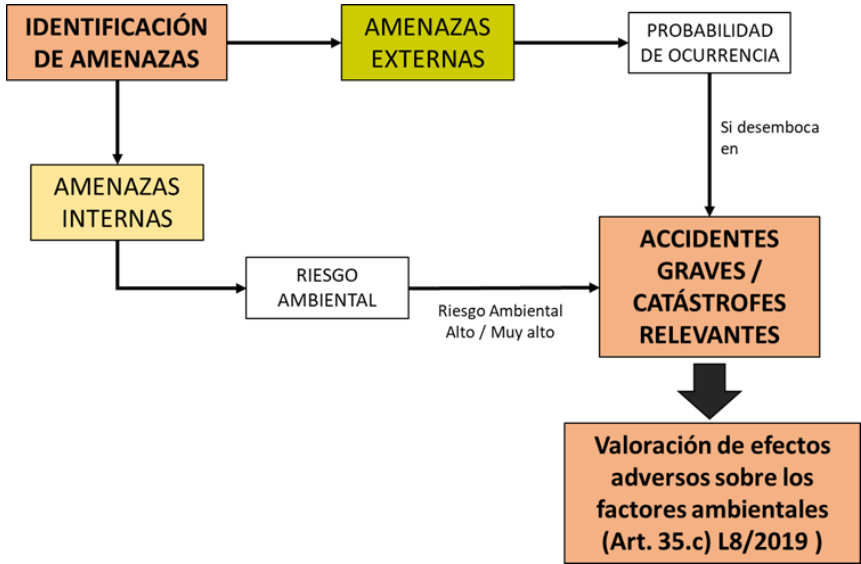 IDENTIFICACIÓN
DE AMENAZAS
AMENAZAS
EXTERNAS
PROBABILIDAD
DE OCURRENCIA
Si desemboca
en
AMENAZAS
INTERNAS
RIESGO
AMBIENTAL
Riesgo Ambiental
Alto / Muy alto
ACCIDENTES
GRAVES /
CATÁSTROFES
RELEVANTES
Valoración de efectos
adversos sobre los
factores ambientales
(Art. 35.c) L8/2019 )